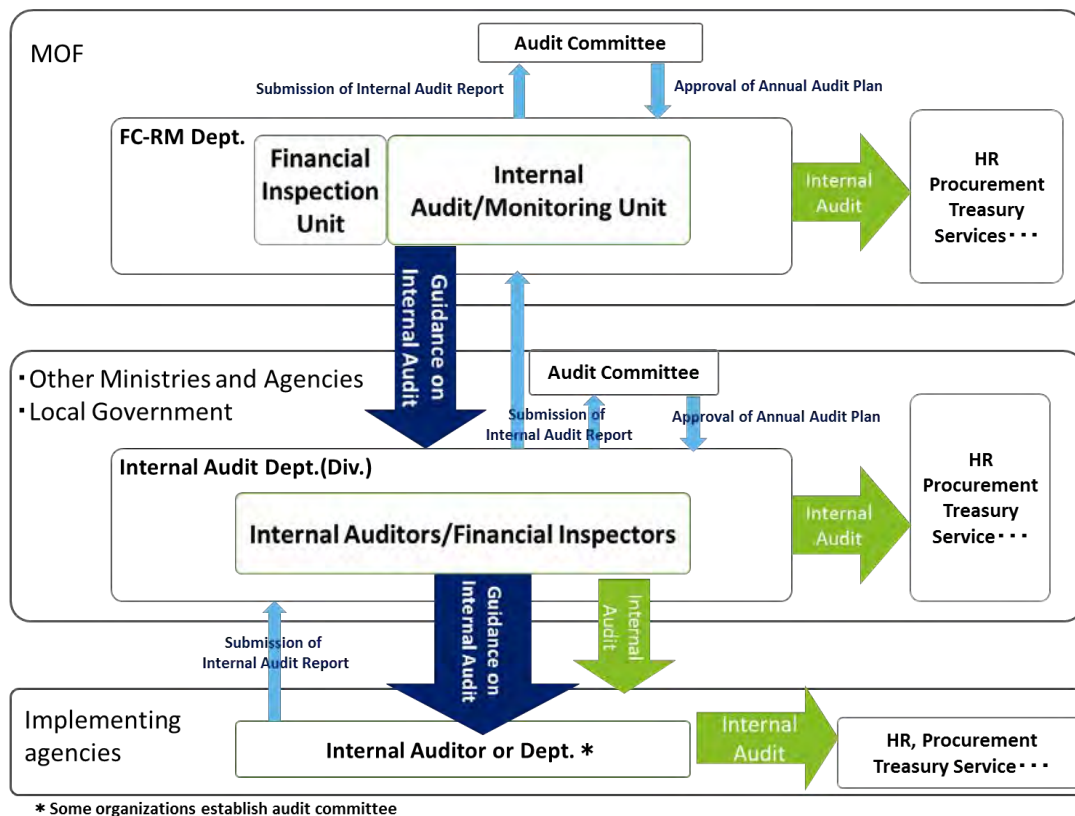 MOF
Audit Committee
Submission of Internal Audit Report
Approval of Annual Audit Plan
FC-RM Dept.
Financial
Inspection
Unit
Internal
Audit/Monitoring Unit
Internal
Audit
HR
Procurement
Treasury
Services・・・
Guidance on
Internal Audit
・Other Ministries and Agencies
・Local Government
Audit Committee
Submission of
Internal Audit Report
Approval of Annual Audit Plan
Internal Audit Dept.(Div.)
Internal Auditors/Financial Inspectors
Internal
Audit
HR
Procurement
Treasury
Service・・・
Guidance on
Internal Audit
Internal
Audit
Submission of
Internal Audit Report
Implementing
agencies
Internal Auditor or Dept.＊
Internal
Audit
HR, Procurement
Treasury Service・・・
＊Some organizations establish audit committee